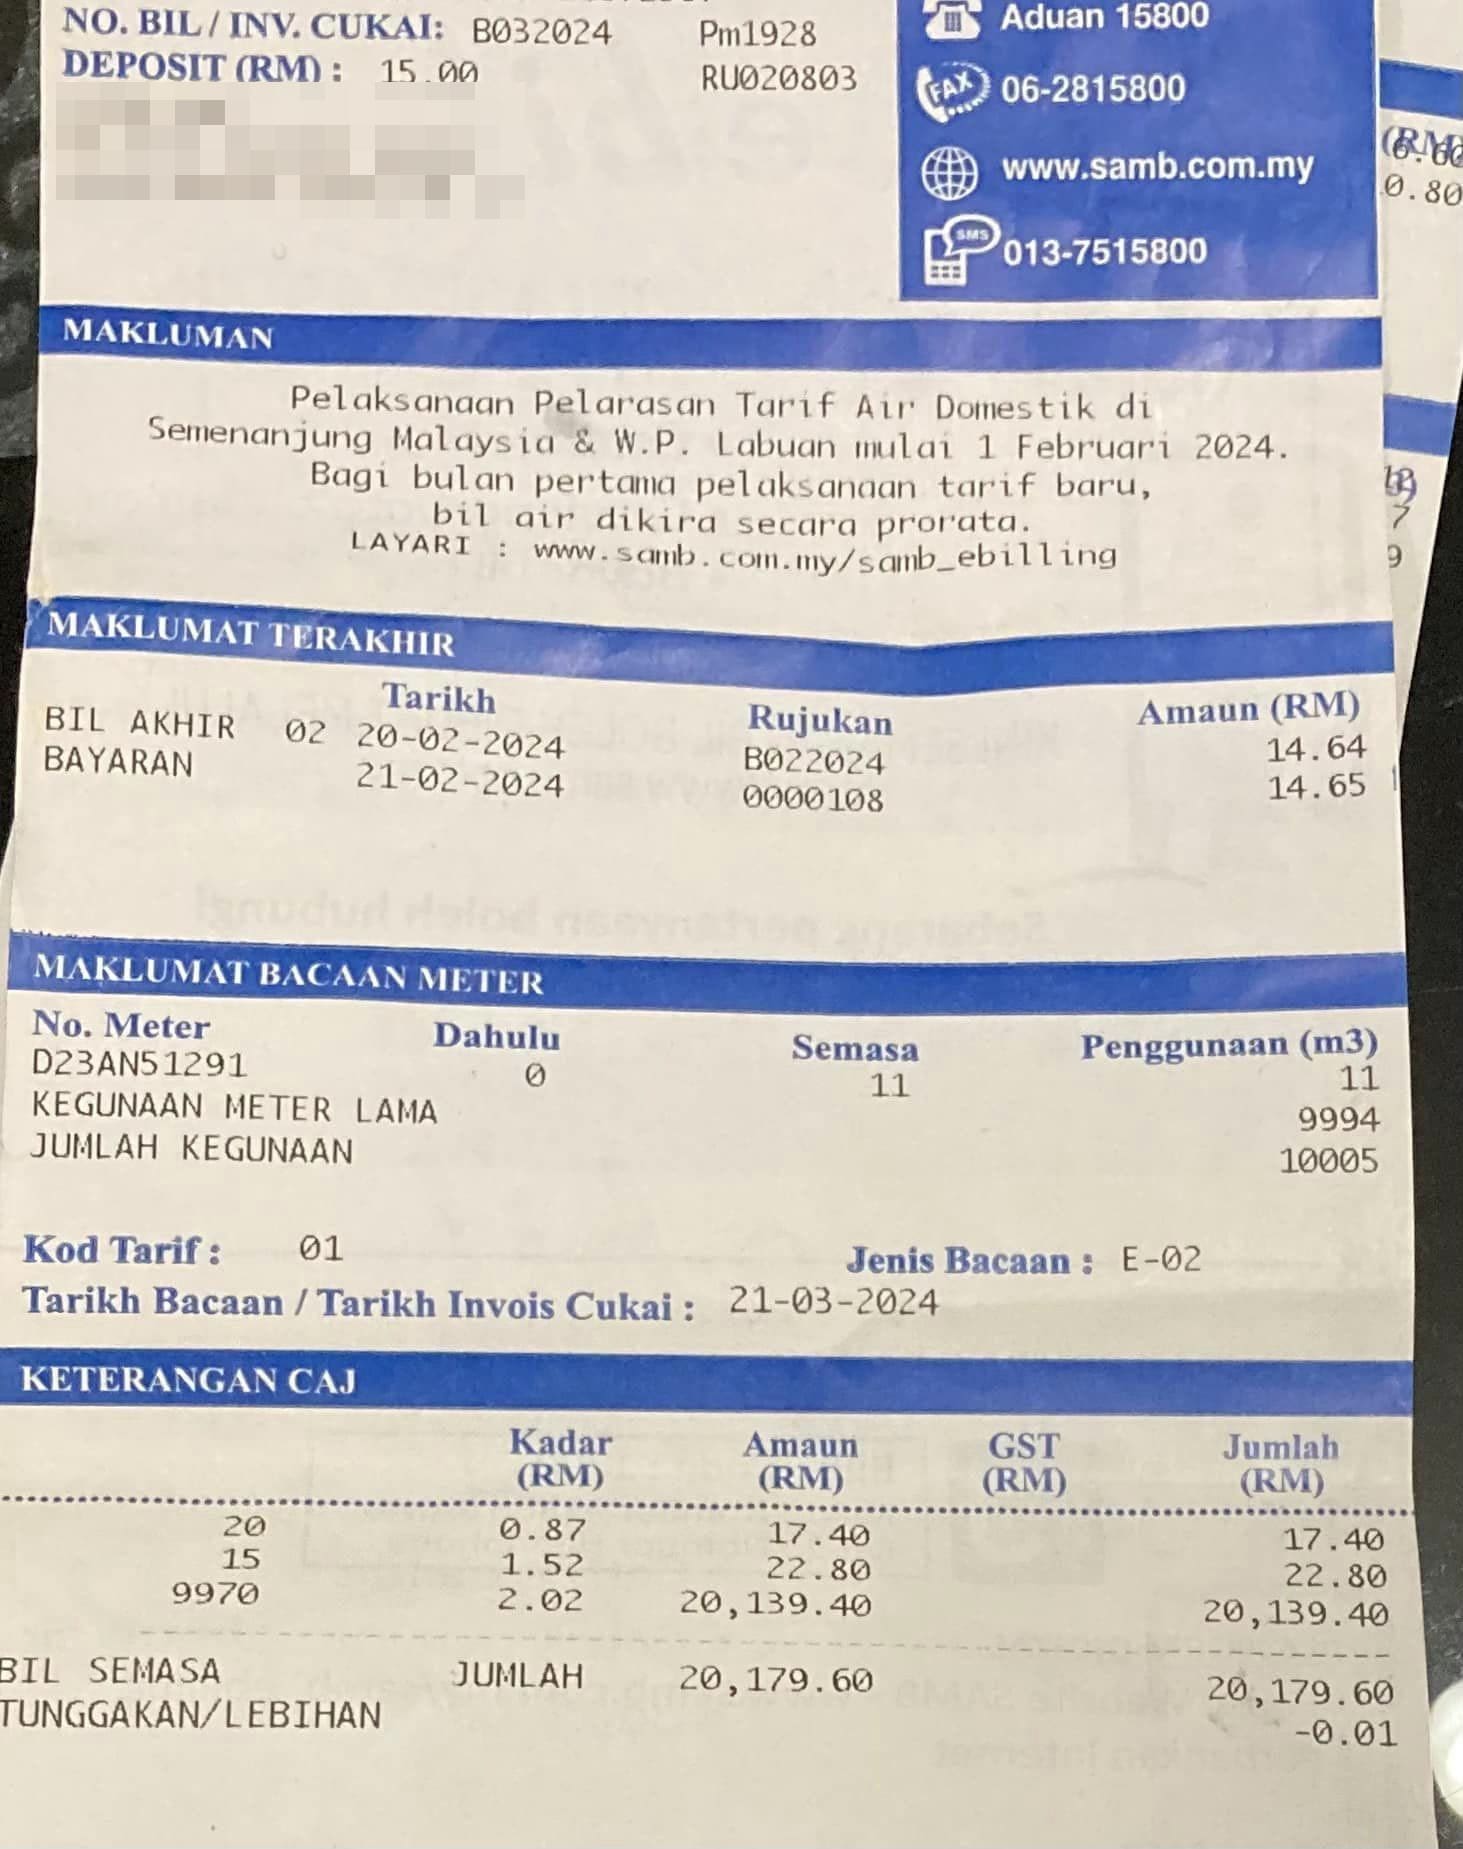 NO. BIL / INV. CUKAI: B032024 Pm1928
DEPOSIT (RM) : 15.00 RU020803
Aduan 15800
FAX 06-2815800
www.samb.com.my
SMS 013-7515800
0.80
MAKLUMAN
Pelaksanaan Pelarasan Tarif Air Domestik di
Semenanjung Malaysia & W.P. Labuan mulai 1 Februari 2024.
Bagi bulan pertama pelaksanaan tarif baru,
bil air dikira secara prorata.
LAYARI : www.samb.com.my/samb_ebilling
7
9
MAKLUMAT TERAKHIR
Tarikh Rujukan Amaun (RM)
BIL AKHIR 02 20-02-2024 B022024 14.64
BAYARAN 21-02-2024 0000108 14.65
MAKLUMAT BACAAN METER
No. Meter Dahulu Semasa Penggunaan (m3)
D23AN51291 0 11 11
KEGUNAAN METER LAMA 9994
JUMLAH KEGUNAAN 10005
Kod Tarif : 01 Jenis Bacaan : E-02
Tarikh Bacaan / Tarikh Invois Cukai : 21-03-2024
KETERANGAN CAJ
Kadar Amaun GST Jumlah
(RM) (RM) (RM) (RM)
20 0.87 17.40 17.40
15 1.52 22.80 22.80
9970 2.02 20,139.40 20,139.40
BIL SEMASA JUMLAH 20,179.60 20,179.60
TUNGGAKAN/LEBIHAN -0.01